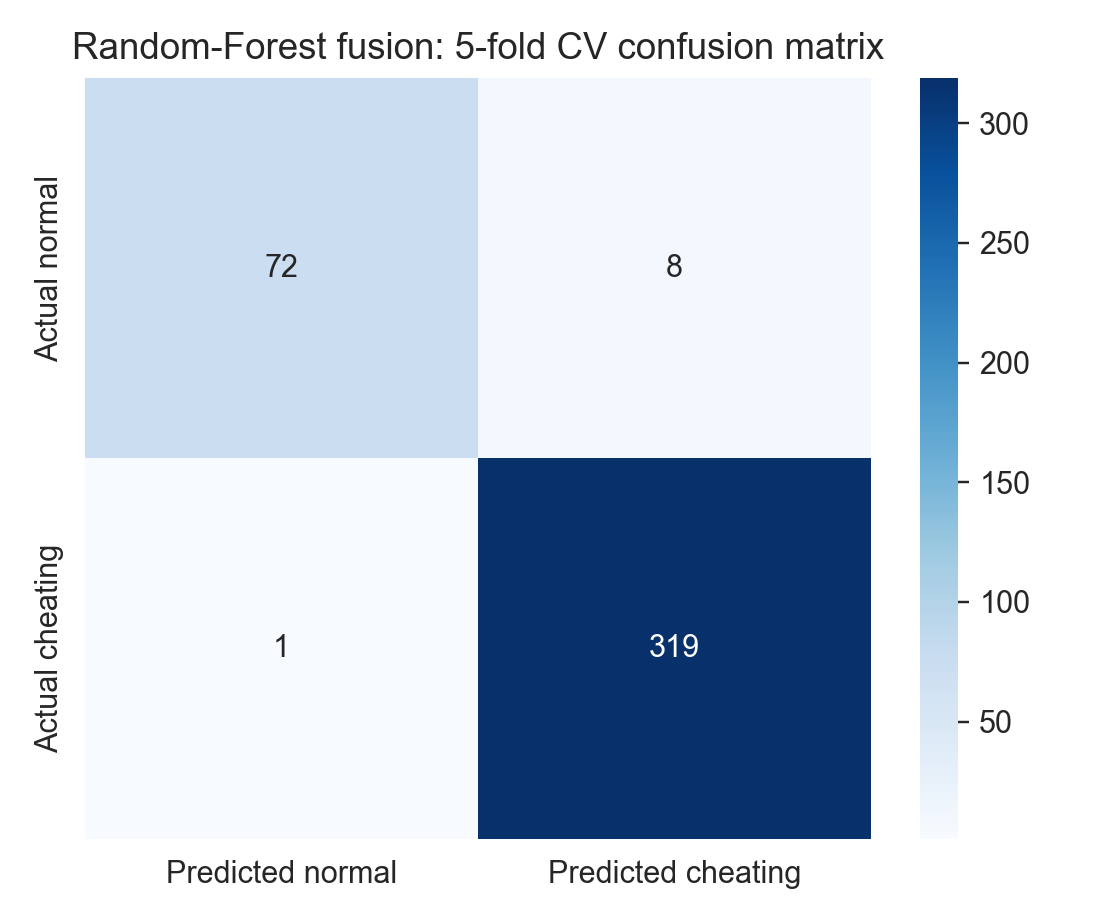 Random-Forest fusion: 5-fold CV confusion matrix
Actual normal
72
8
Actual cheating
1
319
Predicted normal
Predicted cheating
300
250
200
150
100
50